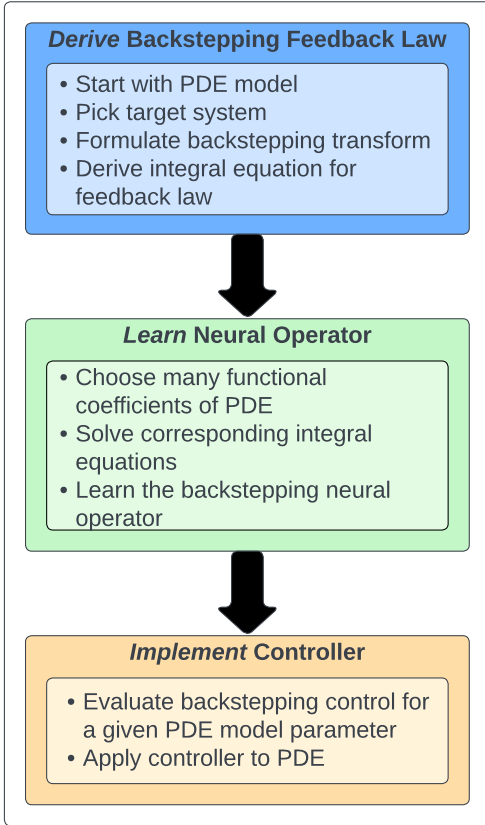 Derive Backstepping Feedback Law
• Start with PDE model
• Pick target system
• Formulate backstepping transform
• Derive integral equation for
feedback law
Learn Neural Operator
• Choose many functional
coefficients of PDE
• Solve corresponding integral
equations
• Learn the backstepping neural
operator
Implement Controller
• Evaluate backstepping control for
a given PDE model parameter
• Apply controller to PDE